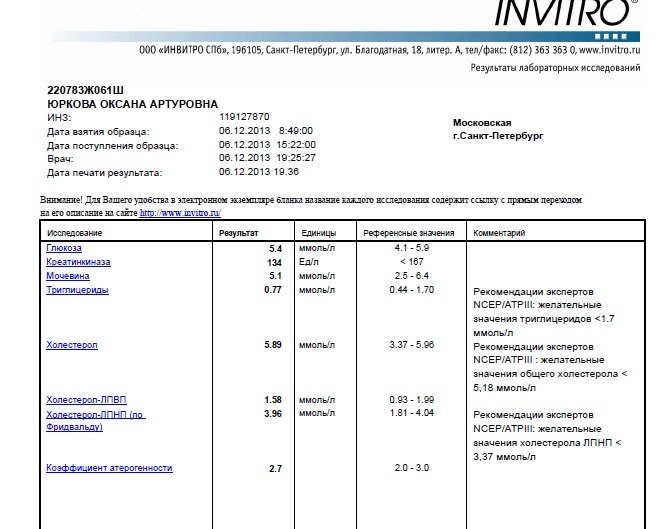 INVITRO®
ООО «ИНВИТРО СПб», 196105, Санкт-Петербург, ул. Благодатная, 18, литер. А, тел/факс: (812) 363 363 0, www.invitro.ru
Результаты лабораторных исследований
220783Ж061Ш
ЮРКОВА ОКСАНА АРТУРОВНА
ИНЗ: 119127870
Дата взятия образца: 06.12.2013 8:49:00
Дата поступления образца: 06.12.2013 15:22:00
Врач: 06.12.2013 19:25:27
Дата печати результата: 06.12.2013 19.36
Московская
г.Санкт-Петербург
Внимание! Для Вашего удобства в электронном экземпляре бланка название каждого исследования содержит ссылку с прямым переходом
на его описание на сайте http://www.invitro.ru/
Исследование Результат Единицы Референсные значения Комментарий
Глюкоза 5.4 ммоль/л 4.1 - 5.9
Креатинкиназа 134 Ед/л < 167
Мочевина 5.1 ммоль/л 2.5 - 6.4
Триглицериды 0.77 ммоль/л 0.44 - 1.70 Рекомендации экспертов
NCEP/ATPIII: желательные
значения триглицеридов <1.7
ммоль/л
Холестерол 5.89 ммоль/л 3.37 - 5.96 Рекомендации экспертов
NCEP/ATPIII : желательные
значения общего холестерола <
5,18 ммоль/л
Холестерол-ЛПВП 1.58 ммоль/л 0.93 - 1.99
Холестерол-ЛПНП (по 3.96 ммоль/л 1.81 - 4.04 Рекомендации экспертов
Фридвальду) NCEP/ATPIII: желательные
значения холестерола ЛПНП <
3,37 ммоль/л
Коэффициент атерогенности 2.7 2.0 - 3.0